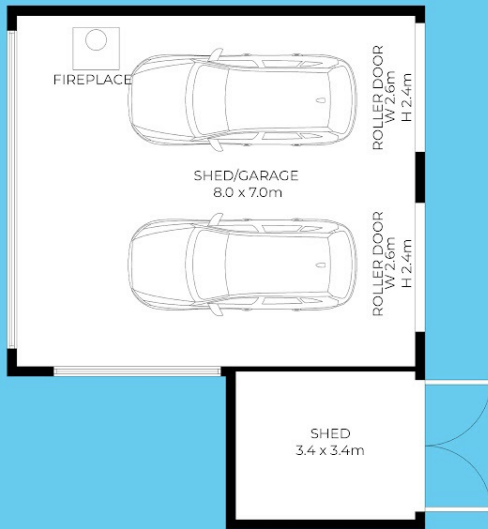 FIREPLACE
ROLLER DOOR
W 2.6m
H 2.4m
SHED/GARAGE
8.0 x 7.0m
ROLLER DOOR
W 2.6m
H 2.4m
SHED
3.4 x 3.4m